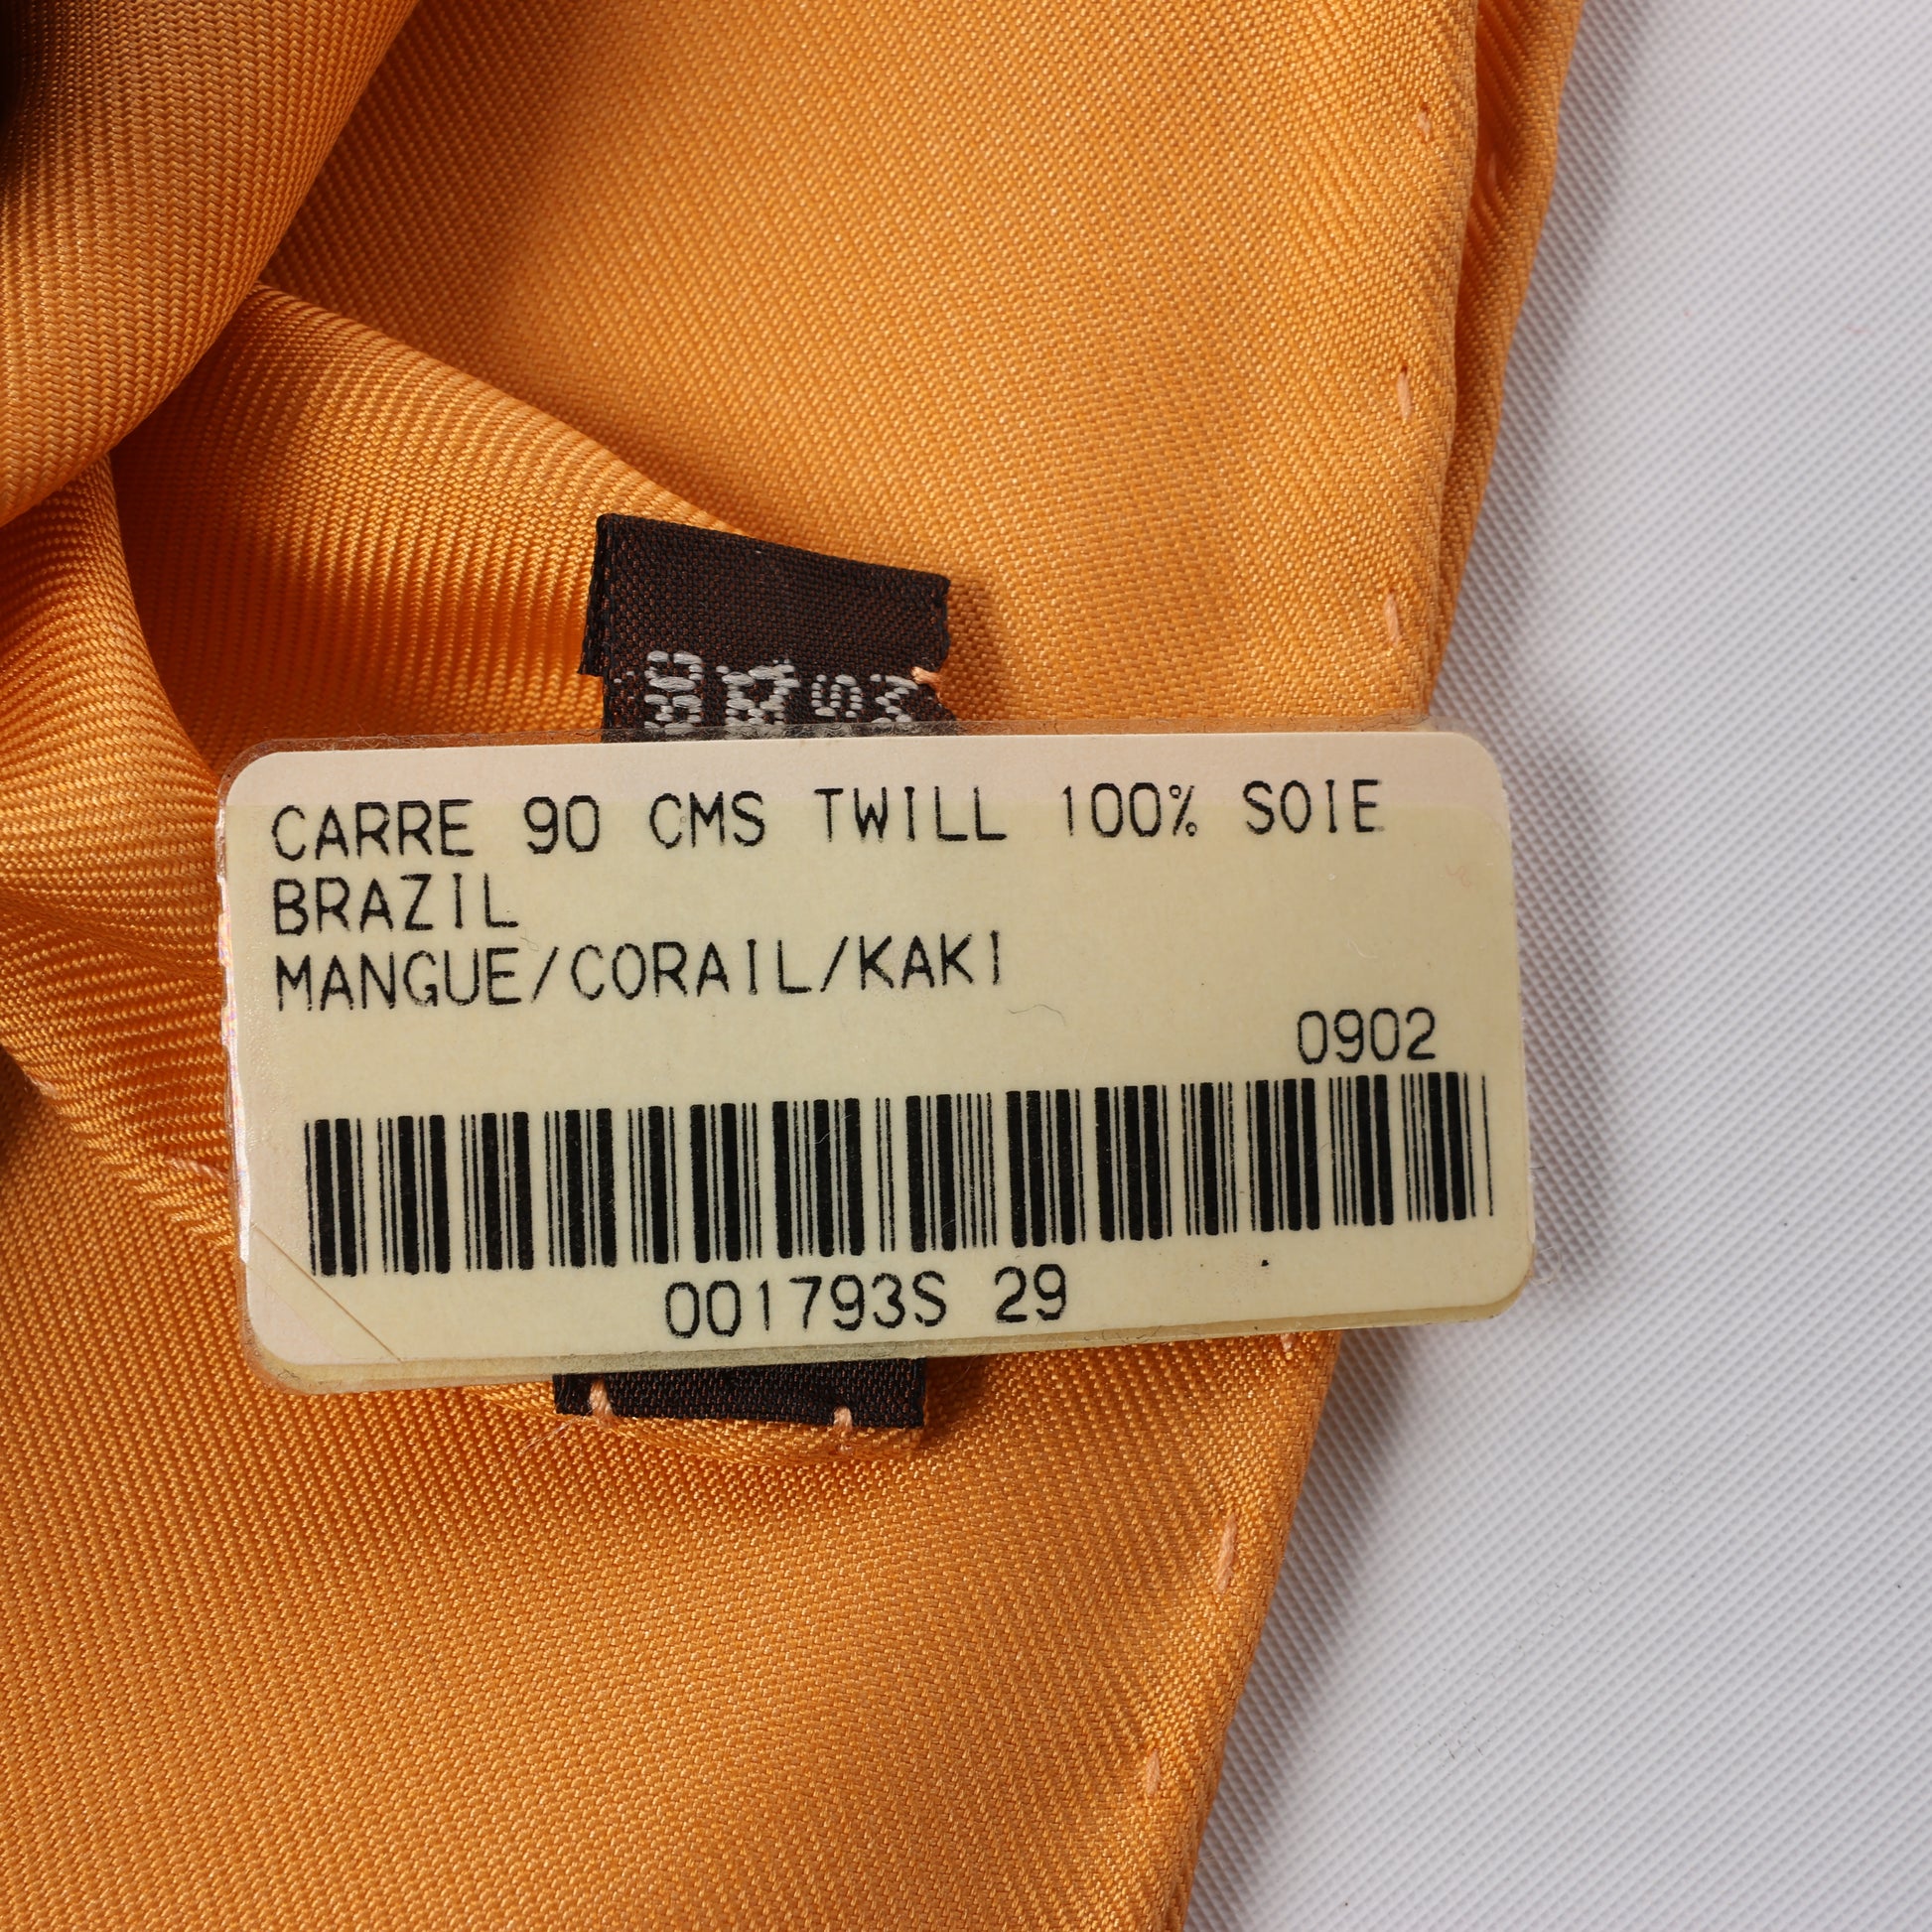 CARRE 90 CMS TWILL 100% SOIE
BRAZIL
MANGUE/CORAIL/KAKI
0902
001793S 29